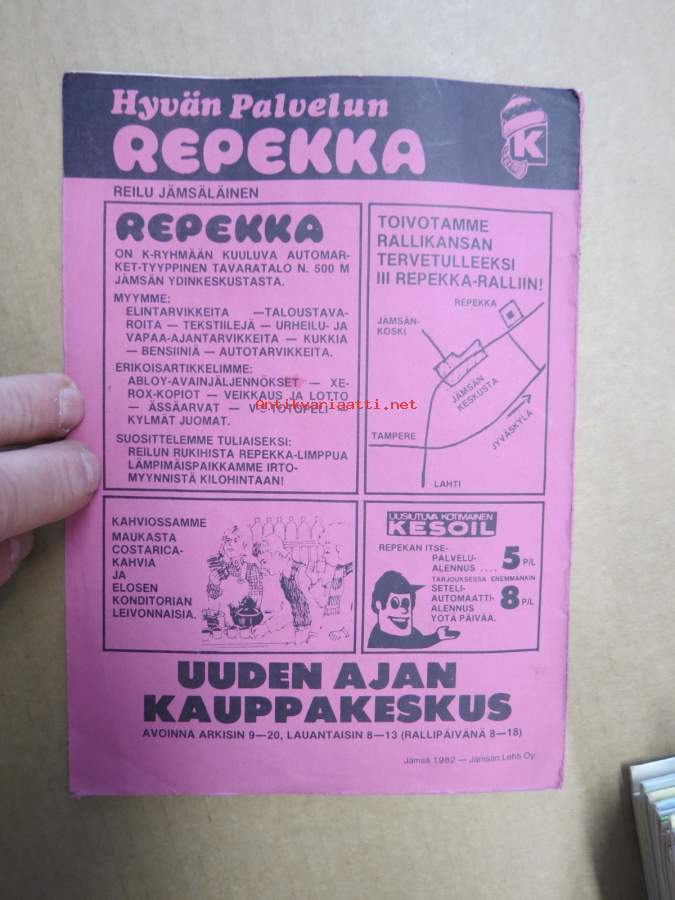 Hyvän Palvelun
REPEKKA
K
REILU JÄMSÄLÄINEN
REPEKKA
ON K-RYHMÄÄN KUULUVA AUTOMAR-
KET-TYYPPINEN TAVARATALO N. 500 M
JÄMSÄN YDINKESKUSTASTA.
MYYMME:
ELINTARVIKKEITA —TALOUSTAVA-
ROITA — TEKSTIILEJÄ — URHEILU- JA
VAPAA-AJANTARVIKKEITA — KUKKIA
— BENSIINIÄ — AUTOTARVIKKEITA.
ERIKOISARTIKKELIMME:
ABLOY-AVAINJÄLJENNÖKSET — XE-
ROX-KOPIOT — VEIKKAUS JA LOTTO
— ÄSSÄARVAT —
KYLMÄT JUOMAT.
SUOSITTELEMME TULIAISEKSI:
REILUN RUKIHISTA REPEKKA-LIMPPUA
LÄMPIMÄISPAIKKAMME IRTO-
MYYNNISTÄ KILOHINTAAN!
TOIVOTAMME
RALLIKANSAN
TERVETULLEEKSI
III REPEKKA-RALLIIN!
REPEKKA
JÄMSÄN-
KOSKI
JÄMSÄN
KESKUSTA
TAMPERE
JYVÄSKYLÄ
LAHTI
Antikvariaatti.net
KAHVIOSSAMME
MAUKASTA
COSTARICA-
KAHVIA
JA
ELOSEN
KONDITORIAN
LEIVONNAISIA.
UUSIUTUVA KOTIMAINEN
KESOIL
REPEKAN ITSE-
PALVELU-
ALENNUS .... 5 P/L
TARJOUKSESSA ENEMMÄNKIN
SETELI-
AUTOMAATTI-
ALENNUS 8 P/L
YÖTÄ PÄIVÄÄ.
UUDEN AJAN
KAUPPAKESKUS
AVOINNA ARKISIN 9—20, LAUANTAISIN 8—13 (RALLIPÄIVÄNÄ 8—18)
Jämsä 1982 — Jämsän Lehti Oy